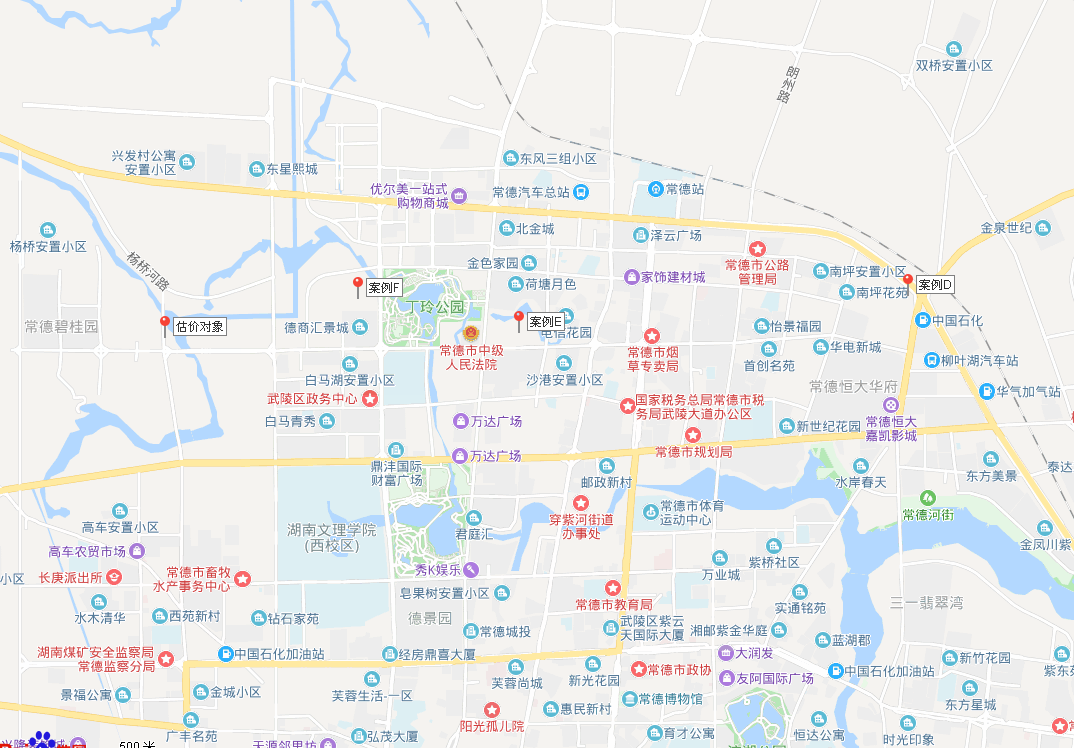 双桥安置小区
朗州路
兴发村公寓
安置小区
东星熙城
东风三组小区
优尔美一站式
购物商城
常德汽车总站
常德站
杨桥安置小区
杨桥河路
北金城
泽云广场
金泉世纪
金色家园
荷塘月色
家饰建材城
常德市公路
管理局
南坪安置小区
南坪花苑
案例D
案例F
丁玲公园
常德碧桂园
估价对象
德商汇景城
案例E
电信花园
怡景福园
中国石化
常德市中级
人民法院
常德市烟
草专卖局
首创名苑
华电新城
柳叶湖汽车站
白马湖安置小区
沙港安置小区
常德恒大华府
华气加气站
武陵区政务中心
国家税务总局常德市税
务局武陵大道办公区
白马青秀
万达广场
新世纪花园
常德恒大
嘉凯影城
常德市规划局
万达广场
鼎沣国际
财富广场
邮政新村
水岸春天
东方美景
泰达
高车安置小区
湖南文理学院
(西校区)
君庭汇
穿紫河街道
办事处
常德市体育
运动中心
常德河街
金凤川紫
高车农贸市场
小区
长庚派出所
常德市畜牧
水产事务中心
秀K娱乐
万业城
紫桥社区
皂果树安置小区
常德市教育局
实通铭苑
三一翡翠湾
水木清华
西苑新村
钻石家苑
德景园
常德城投
武陵区紫云
天国际大厦
湘邮紫金华庭
蓝湖郡
湖南煤矿安全监察局
常德监察分局
中国石化加油站
经房鼎喜大厦
大润发
新竹花园
紫东苑
芙蓉尚城
新光花园
常德市政协
中国石化加油站
景福公寓
金城小区
芙蓉生活-一区
友阿国际广场
常德博物馆
东方星城
阳光孤儿院
惠民新村
广丰名苑
弘茂大厦
育才公寓
恒达公寓
时光印象
天源邻里坊
500米